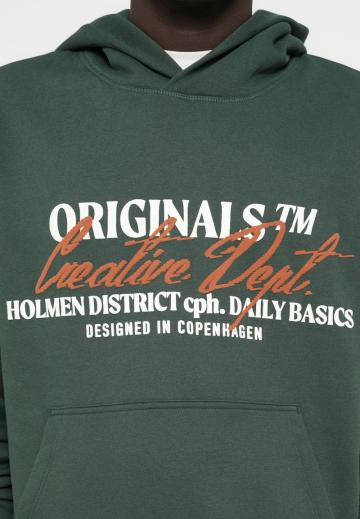 ORIGINALS™
Creative Dept.
HOLMEN DISTRICT cph. DAILY BASICS
DESIGNED IN COPENHAGEN